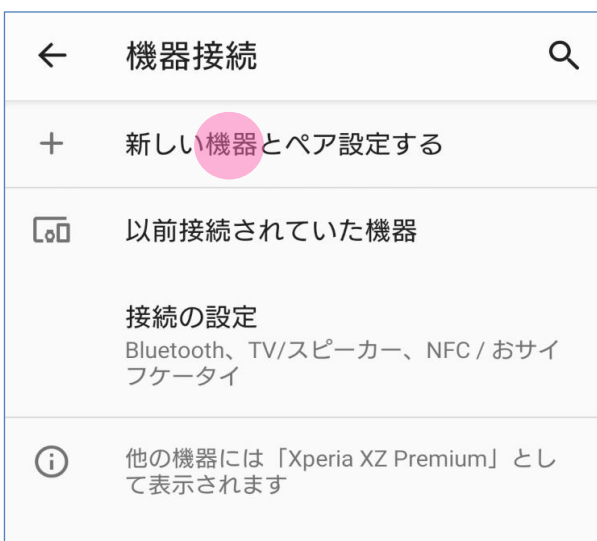 機器接続
新しい機器とペア設定する
以前接続されていた機器
接続の設定
Bluetooth、TV/スピーカー、NFC / おサイ
フケータイ
他の機器には「Xperia XZ Premium」とし
て表示されます